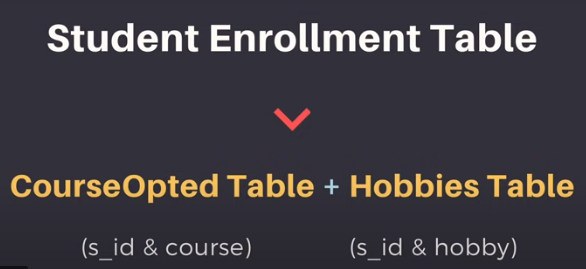 Student Enrollment Table
CourseOpted Table + Hobbies Table
(s_id & course) (s_id & hobby)